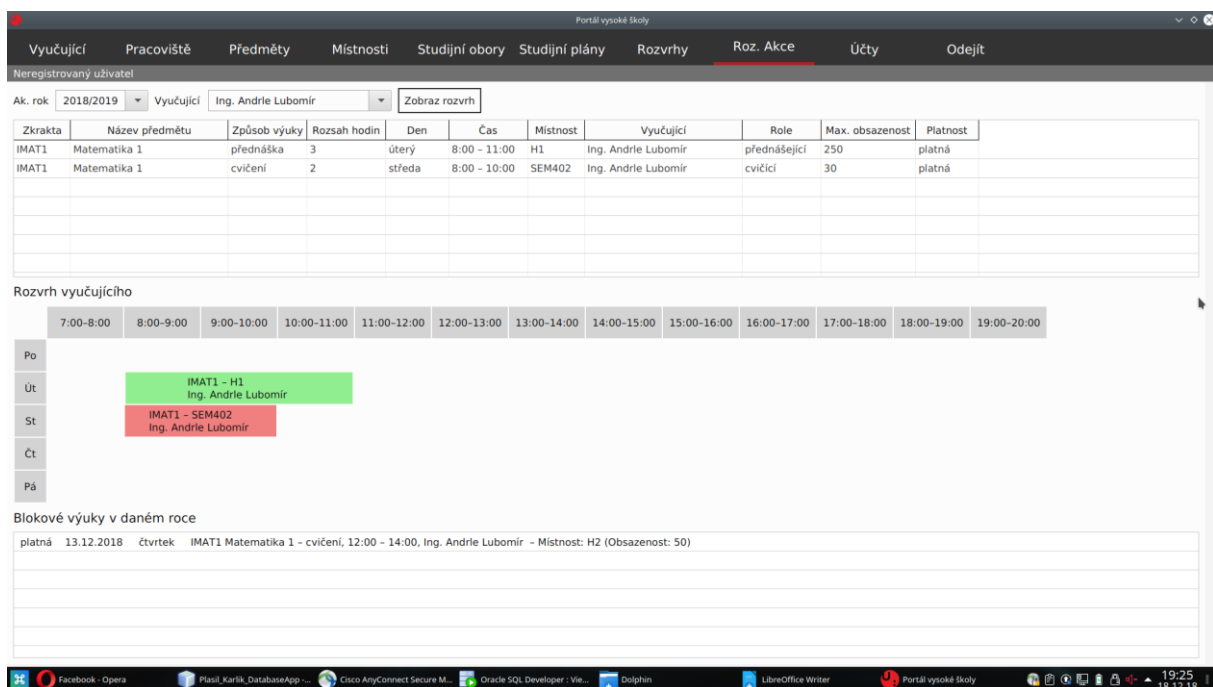 Portál vysoké školy
Vyučující Pracoviště Předměty Místnosti Studijní obory Studijní plány Rozvrhy Roz. Akce Účty Odejít
Neregistrovaný uživatel
Ak. rok 2018/2019 Vyučující Ing. Andrle Lubomír Zobraz rozvrh
Zkrakta Název předmětu Způsob výuky Rozsah hodin Den Čas Místnost Vyučující Role Max. obsazenost Platnost
IMAT1 Matematika 1 přednáška 3 úterý 8:00 – 11:00 H1 Ing. Andrle Lubomír přednášející 250 platná
IMAT1 Matematika 1 cvičení 2 středa 8:00 – 10:00 SEM402 Ing. Andrle Lubomír cvičící 30 platná
Rozvrh vyučujícího
7:00–8:00 8:00–9:00 9:00–10:00 10:00–11:00 11:00–12:00 12:00–13:00 13:00–14:00 14:00–15:00 15:00–16:00 16:00–17:00 17:00–18:00 18:00–19:00 19:00–20:00
Po
Út IMAT1 – H1
Ing. Andrle Lubomír
St IMAT1 – SEM402
Ing. Andrle Lubomír
Čt
Pá
Blokové výuky v daném roce
platná 13.12.2018 čtvrtek IMAT1 Matematika 1 – cvičení, 12:00 – 14:00, Ing. Andrle Lubomír – Místnost: H2 (Obsazenost: 50)
Facebook - Opera Plasil_Karlik_DatabaseApp -... Cisco AnyConnect Secure M... Oracle SQL Developer : Vie... Dolphin LibreOffice Writer Portál vysoké školy 19:25
18.12.18